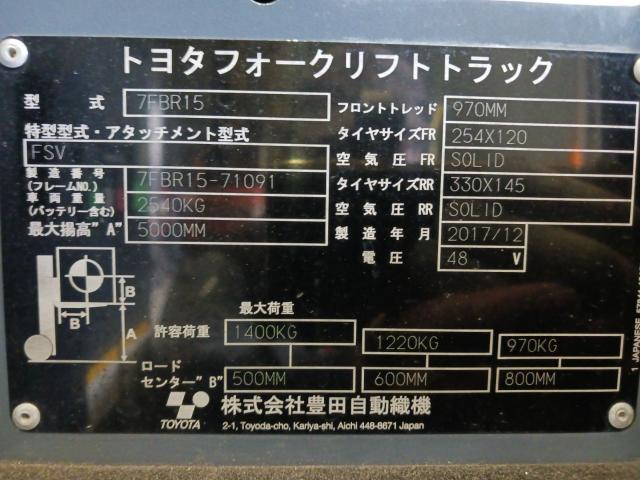 トヨタフォークリフトトラック
型式 7FBR15
特型型式・アタッチメント型式
FSV
製造番号(フレームNO.) 7FBR15-71091
車両重量(バッテリー含む) 2540KG
最大揚高"A" 5000MM
フロントトレッド 970MM
タイヤサイズFR 254X120
空気圧FR SOLID
タイヤサイズRR 330X145
空気圧RR SOLID
製造年月 2017/12
電圧 48 V
B
B
A
最大荷重
許容荷重 1400KG 1220KG 970KG
ロードセンター"B" 500MM 600MM 800MM
TOYOTA
株式会社豊田自動織機
2-1, Toyoda-cho, Kariya-shi, Aichi 448-8671 Japan